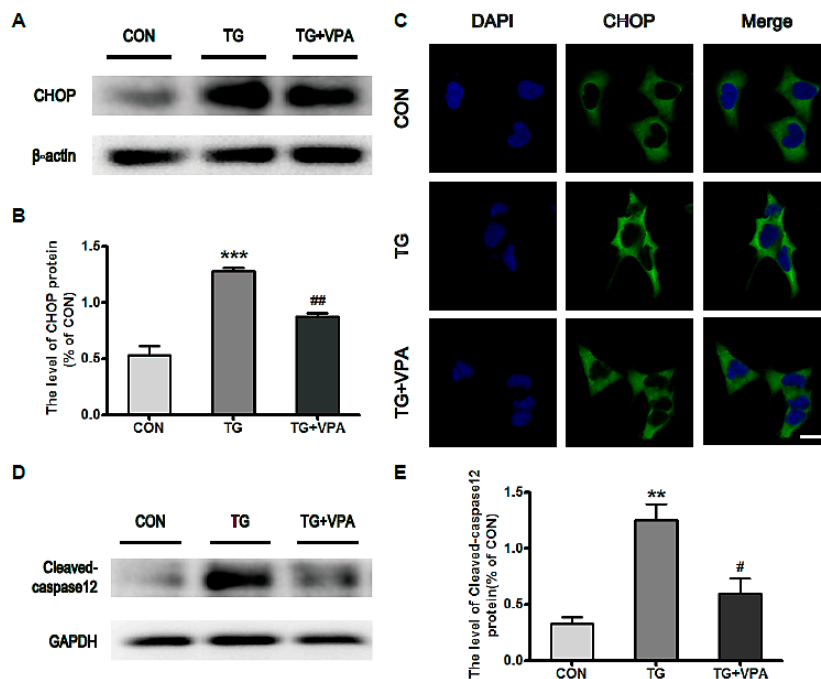 A
CON TG TG+VPA
CHOP
β-actin
B
The level of CHOP protein
(% of CON)
1.5
1.0
0.5
0.0
***
##
CON TG TG+VPA
C
DAPI CHOP Merge
CON
TG
TG+VPA
D
CON TG TG+VPA
Cleaved-
caspase12
GAPDH
E
The level of Cleaved-caspase12
protein(% of CON)
1.5
1.0
0.5
0.0
**
#
CON TG TG+VPA